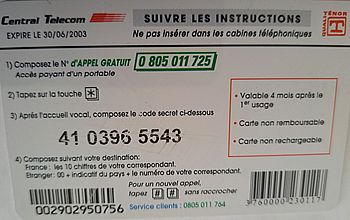 Central Telecom
EXPIRE LE 30/06/2003
SUIVRE LES INSTRUCTIONS
Ne pas insérer dans les cabines téléphoniques
TÉNOR
1) Composez le N° d'APPEL GRATUIT 0 805 011 725
Accès payant d'un portable
2) Tapez sur la touche *
3) Après l'accueil vocal, composez le code secret ci-dessous
41 0396 5543
• Valable 4 mois après le 1er usage
• Carte non remboursable
• Carte non rechargeable
4) Composez suivant votre destination:
France : les 10 chiffres de votre correspondant.
Etranger : 00 + indicatif du pays + le numéro de votre correspondant.
Pour un nouvel appel,
tapez # # sans raccrocher
002902950756
Service clients : 0805 011 764
3760000230117